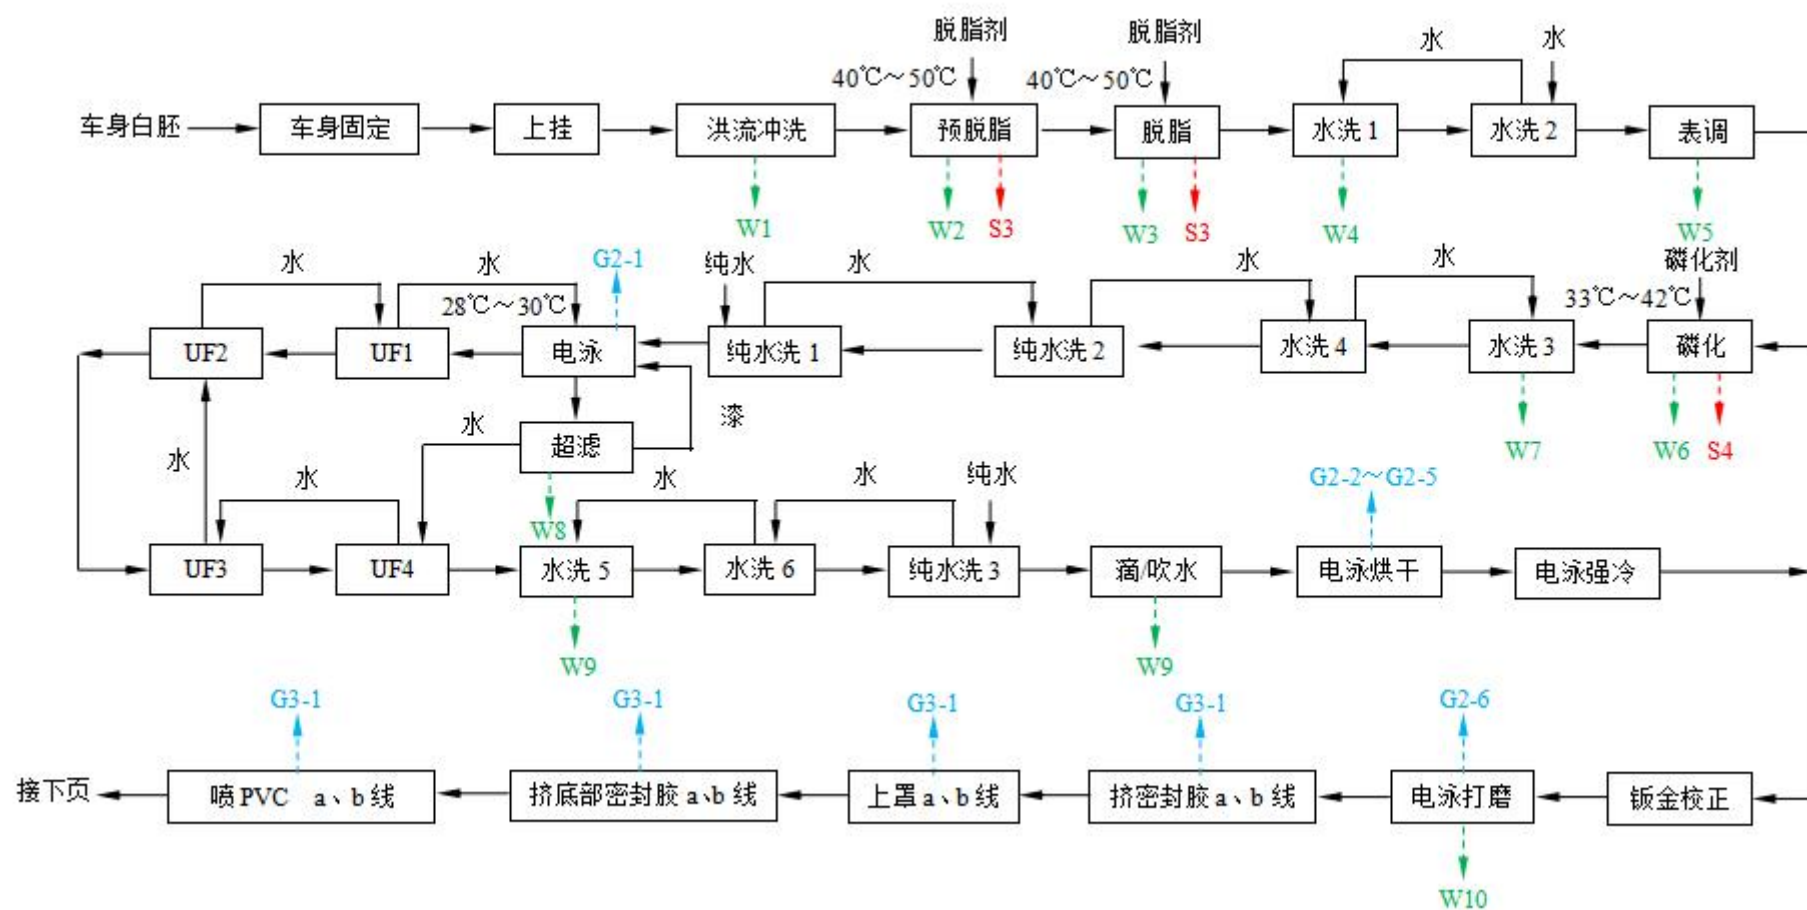 脱脂剂
脱脂剂
水
水
40℃～50℃
40℃～50℃
车身白胚
车身固定
上挂
洪流冲洗
预脱脂
脱脂
水洗 1
水洗 2
表调
W1
W2
S3
W3
S3
W4
W5
水
水
G2-1
纯水
水
水
水
磷化剂
28℃～30℃
33℃～42℃
UF2
UF1
电泳
纯水洗 1
纯水洗 2
水洗 4
水洗 3
磷化
漆
水
超滤
W7
W6
S4
水
水
水
水
纯水
G2-2～G2-5
W8
UF3
UF4
水洗 5
水洗 6
纯水洗 3
滴/吹水
电泳烘干
电泳强冷
W9
W9
G3-1
G3-1
G3-1
G3-1
G2-6
接下页
喷 PVC a、b 线
挤底部密封胶 a、b 线
上罩 a、b 线
挤密封胶 a、b 线
电泳打磨
钣金校正
W10